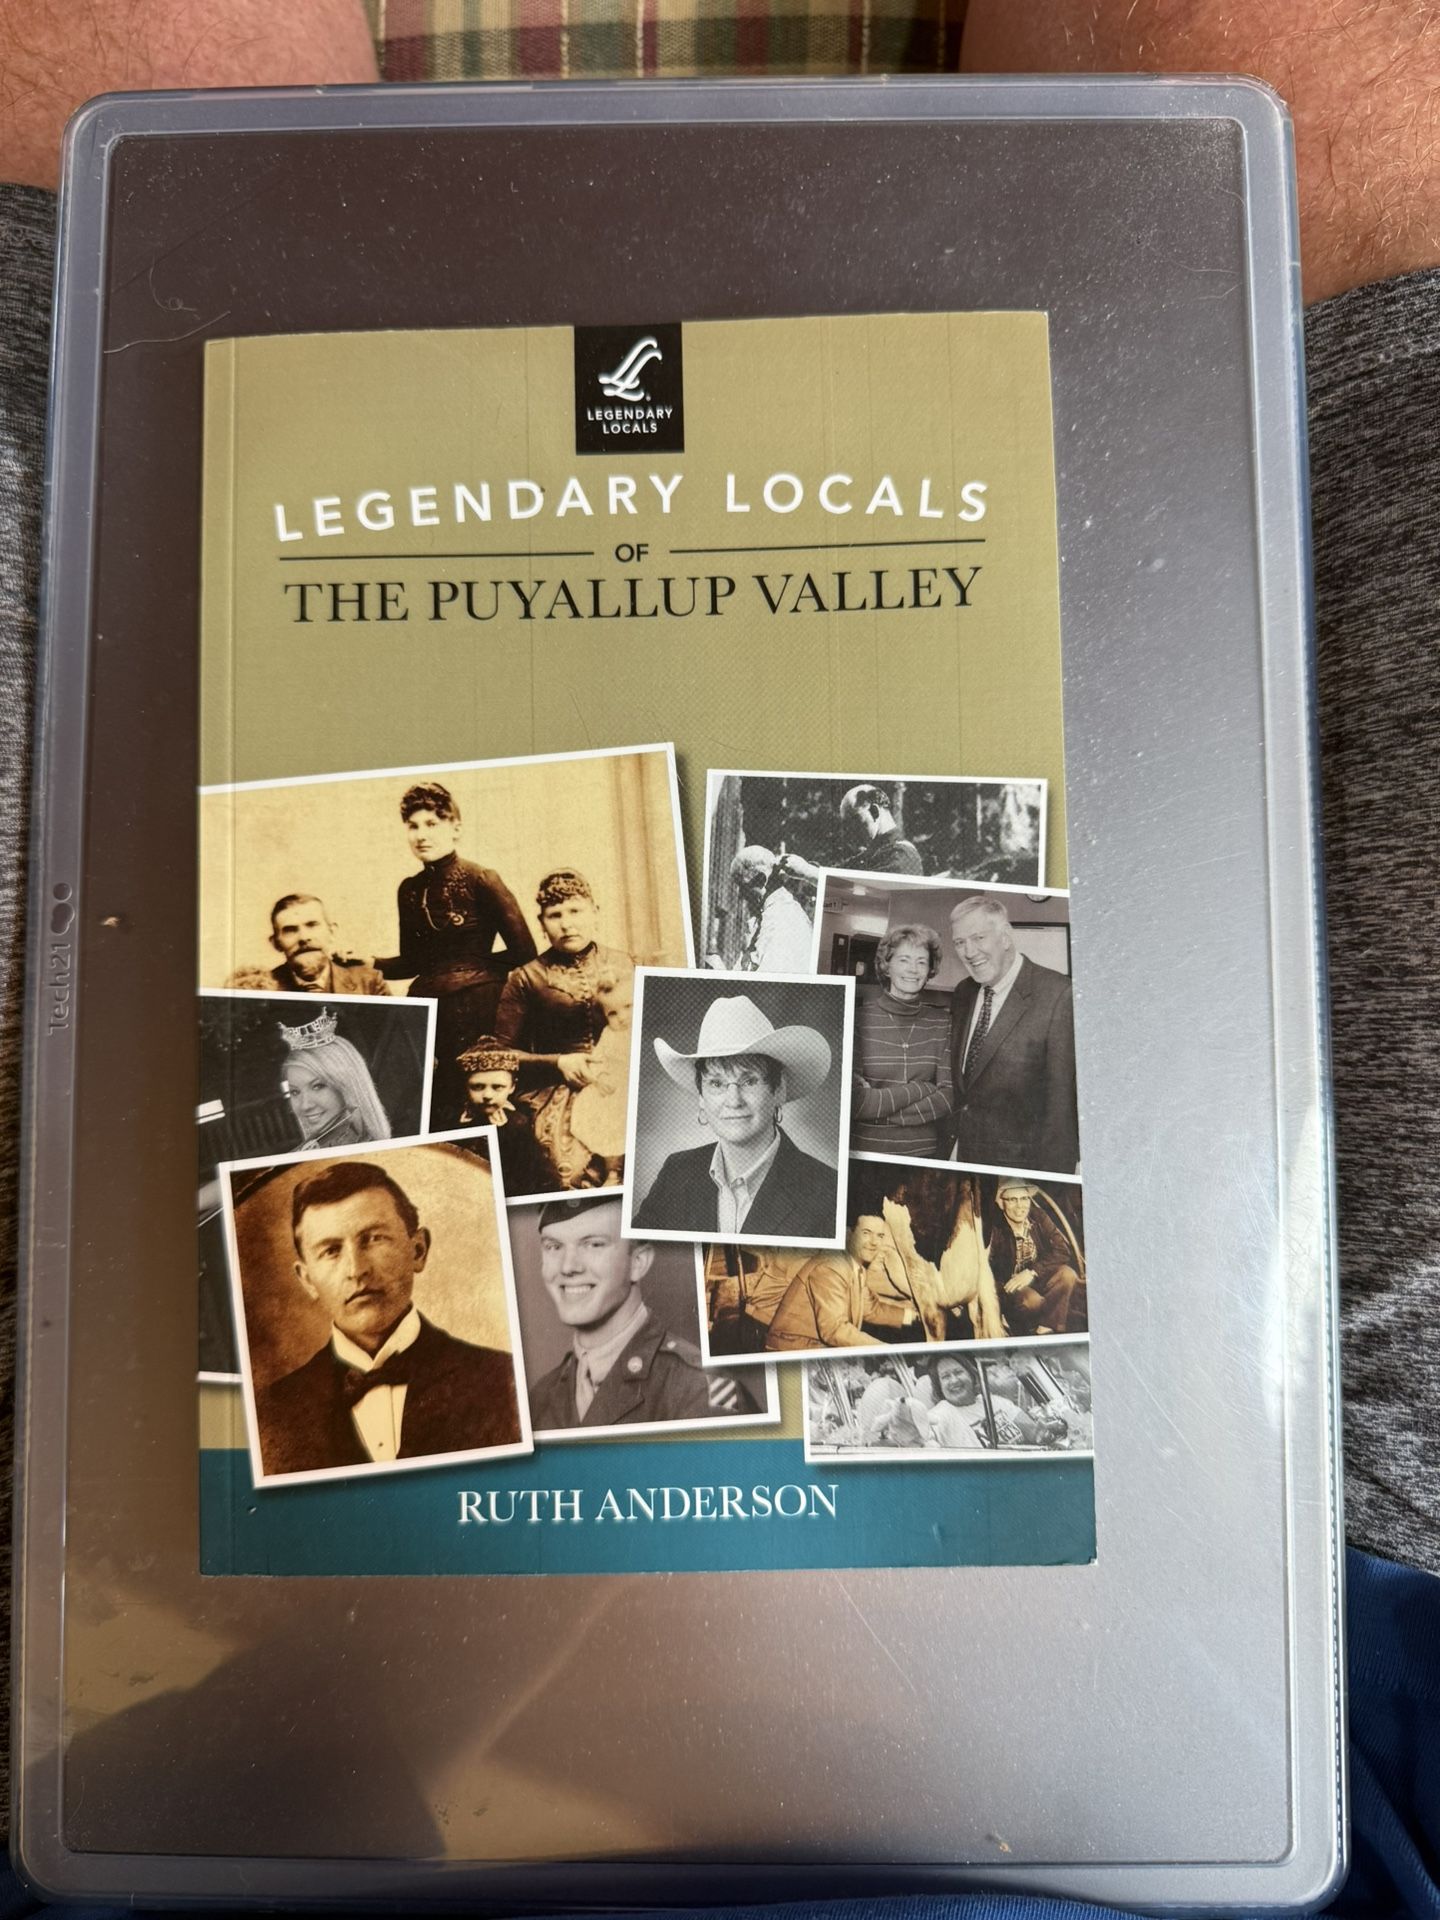 LEGENDARY
LOCALS
LEGENDARY LOCALS
OF
THE PUYALLUP VALLEY
RUTH ANDERSON
Tech21